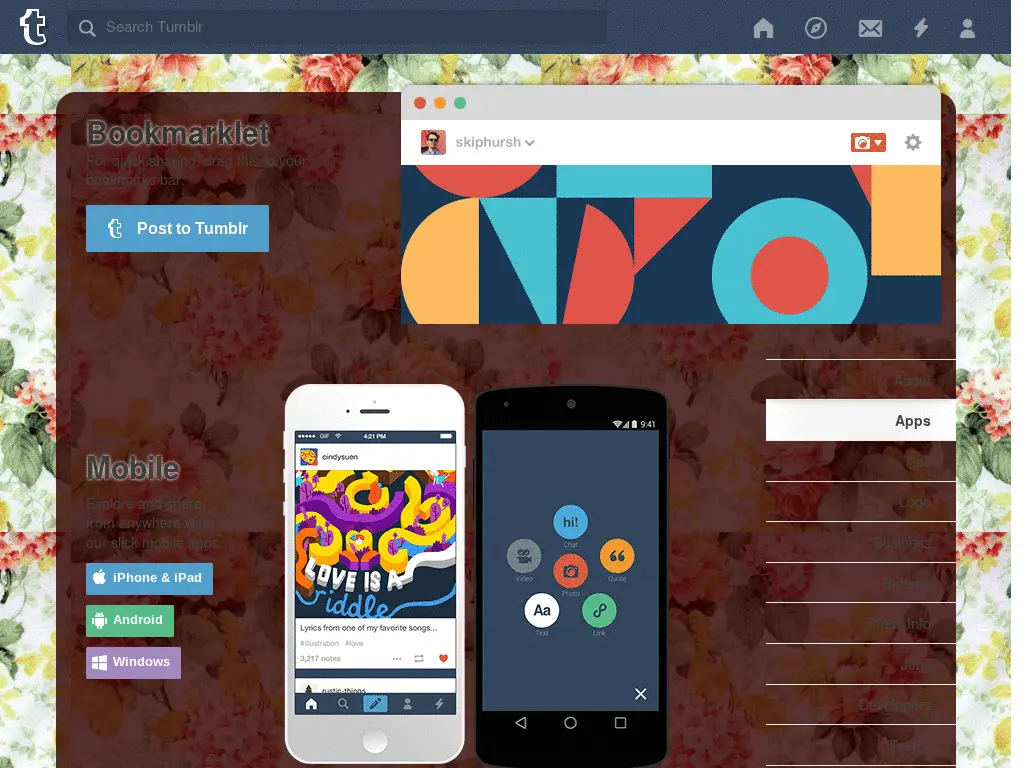 t
Search Tumblr
Bookmarklet
For quick sharing, drag this to your
bookmarks bar.
Post to Tumblr
skiphursh
About
Apps
Tips
Logo
Business
Buttons
Press Info
Jobs
Developers
Terms
Mobile
Explore and share
from anywhere with
our slick mobile apps.
iPhone & iPad
Android
Windows
GIF
4:21 PM
cindysuen
LOVE IS A
riddle
Lyrics from one of my favorite songs...
#illustration #love
3,217 notes
rustic-things
9:41
hi!
Chat
Video
Photo
Quote
Aa
Text
Link